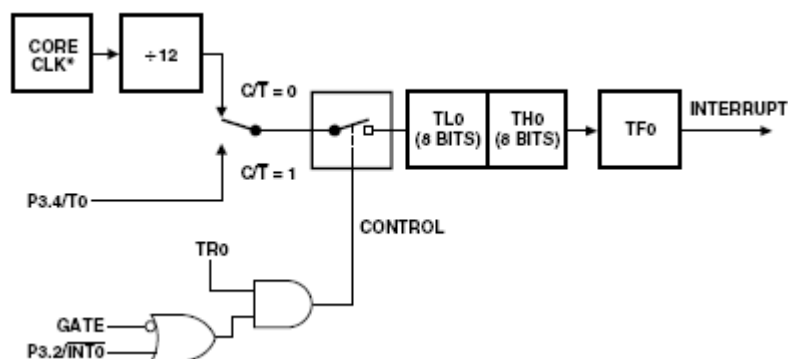 CORE
CLK*
÷12
C/T̅ = 0
C/T̅ = 1
P3.4/T0
TL0
(8 BITS)
TH0
(8 BITS)
TF0
INTERRUPT
CONTROL
TR0
GATE
P3.2/I̅N̅T̅0̅